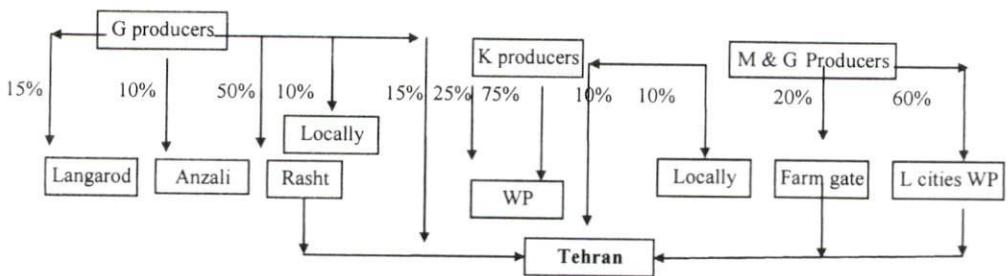 G producers
K producers
M & G Producers
15%
10%
50%
10%
15%
25%
75%
10%
10%
20%
60%
Locally
Langarod
Anzali
Rasht
WP
Locally
Farm gate
L cities WP
Tehran